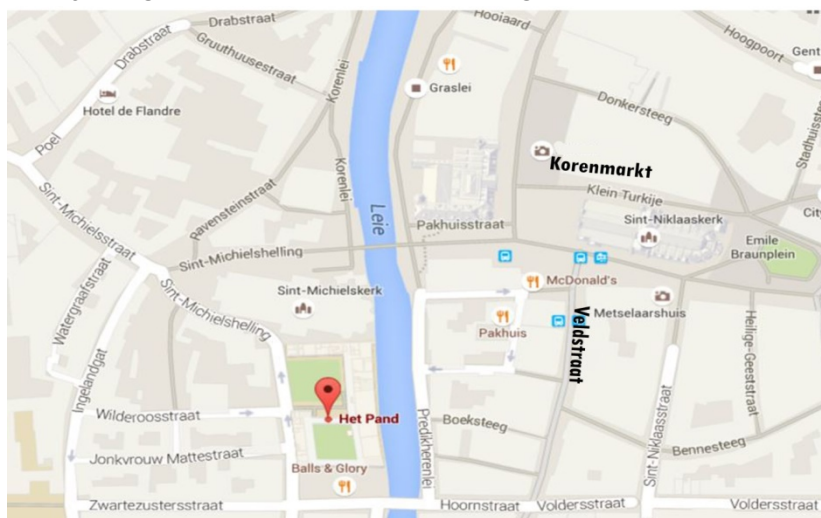 Drabstraat
Hooiaard
Hoogpoort
Gent
Drabstraat
Gruuthuusestraat
Korenlei
Graslei
Hotel de Flandre
Donkersteeg
Stadhuisste
Poel
Korenmarkt
Korenlei
Klein Turkije
Sint-Michielsstraat
Ravensteinstraat
Leie
Pakhuisstraat
Sint-Niklaaskerk
City
Emile
Braunplein
Sint-Michielshelling
McDonald's
Watergraafstraat
Sint-Michielskerk
Metselaarshuis
Sint-Michielshelling
Pakhuis
Veldstraat
Heilige-Geeststraat
Ingelandgat
Wilderoosstraat
Het Pand
Predikherenlei
Boeksteeg
Sint-Niklaasstraat
Bennesteeg
Jonkvrouw Mattestraat
Balls & Glory
Zwartezustersstraat
Hoornstraat
Voldersstraat
Voldersstraat